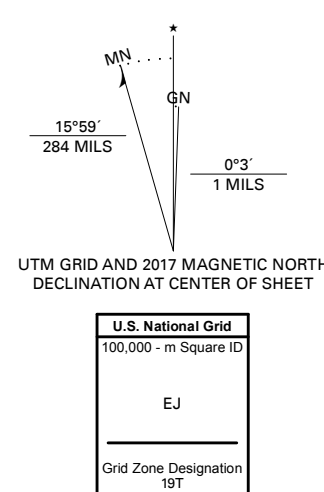 ★
MN
GN
15°59´
284 MILS
0°3´
1 MILS
UTM GRID AND 2017 MAGNETIC NORTH
DECLINATION AT CENTER OF SHEET
U.S. National Grid
100,000 - m Square ID
EJ
Grid Zone Designation
19T